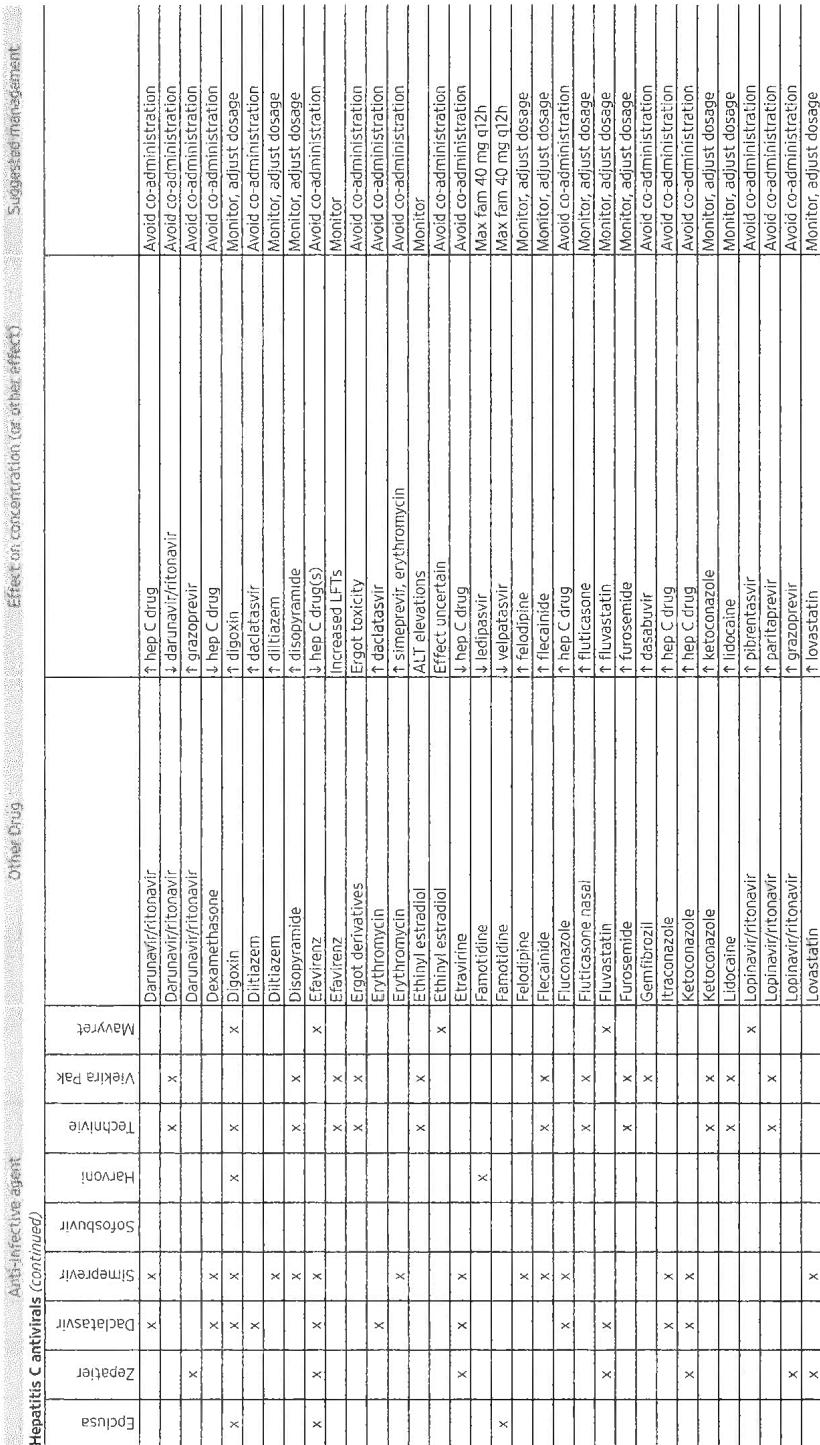 Anti-infective agent Other Drug Effect on concentration (or other effect) Suggested management
Hepatitis C antivirals (continued)
Epclusa Zepatier Daclatasvir Simeprevir Sofosbuvir Harvoni Technivie Viekira Pak Mavyret
x x Darunavir/ritonavir ↑ hep C drug Avoid co-administration
x x Darunavir/ritonavir ↓ darunavir/ritonavir Avoid co-administration
x Darunavir/ritonavir ↑ grazoprevir Avoid co-administration
x x Dexamethasone ↓ hep C drug Avoid co-administration
x x x x x x Digoxin ↑ digoxin Monitor, adjust dosage
x Diltiazem ↑ daclatasvir Avoid co-administration
x Diltiazem ↑ diltiazem Monitor, adjust dosage
x x x Disopyramide ↑ disopyramide Monitor, adjust dosage
x x x x x Efavirenz ↓ hep C drug(s) Avoid co-administration
x x Efavirenz Increased LFTs Monitor
x x Ergot derivatives Ergot toxicity Avoid co-administration
x Erythromycin ↑ daclatasvir Avoid co-administration
x Erythromycin ↑ simeprevir, erythromycin Avoid co-administration
x x Ethinyl estradiol ALT elevations Monitor
x Ethinyl estradiol Effect uncertain Avoid co-administration
x x x Etravirine ↓ hep C drug Avoid co-administration
x Famotidine ↓ ledipasvir Max fam 40 mg q12h
x Famotidine ↓ velpatasvir Max fam 40 mg q12h
x Felodipine ↑ felodipine Monitor, adjust dosage
x x x Flecainide ↑ flecainide Monitor, adjust dosage
x x Fluconazole ↑ hep C drug Avoid co-administration
x x Fluticasone nasal ↑ fluticasone Monitor, adjust dosage
x x x Fluvastatin ↑ fluvastatin Monitor, adjust dosage
x x Furosemide ↑ furosemide Monitor, adjust dosage
x Gemfibrozil ↑ dasabuvir Avoid co-administration
x x Itraconazole ↑ hep C drug Avoid co-administration
x x x Ketoconazole ↑ hep C drug Avoid co-administration
x x Ketoconazole ↑ ketoconazole Monitor, adjust dosage
x x Lidocaine ↑ lidocaine Monitor, adjust dosage
x Lopinavir/ritonavir ↑ pibrentasvir Avoid co-administration
x x Lopinavir/ritonavir ↑ paritaprevir Avoid co-administration
x Lopinavir/ritonavir ↑ grazoprevir Avoid co-administration
x x Lovastatin ↑ lovastatin Monitor, adjust dosage